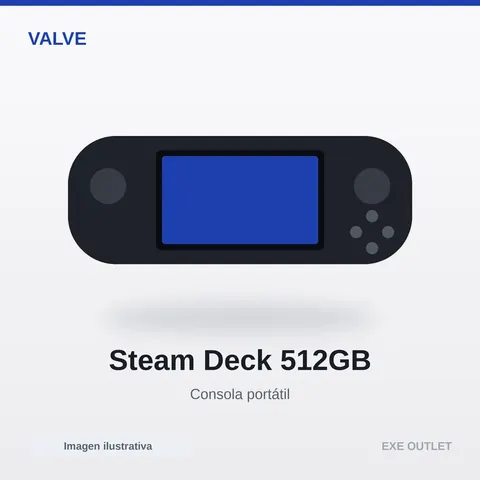 VALVE
Steam Deck 512GB
Consola portátil
Imagen ilustrativa
EXE OUTLET